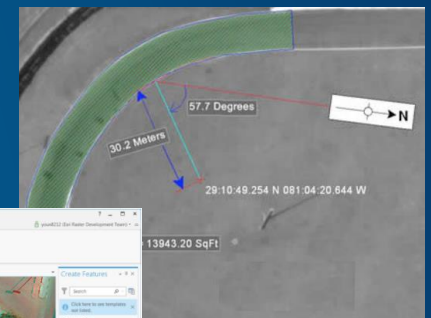 57.7 Degrees
N
30.2 Meters
29:10:49.254 N 081:04:20.644 W
13943.20 SqFt
Create Features
Search
Click here to see templates not listed.